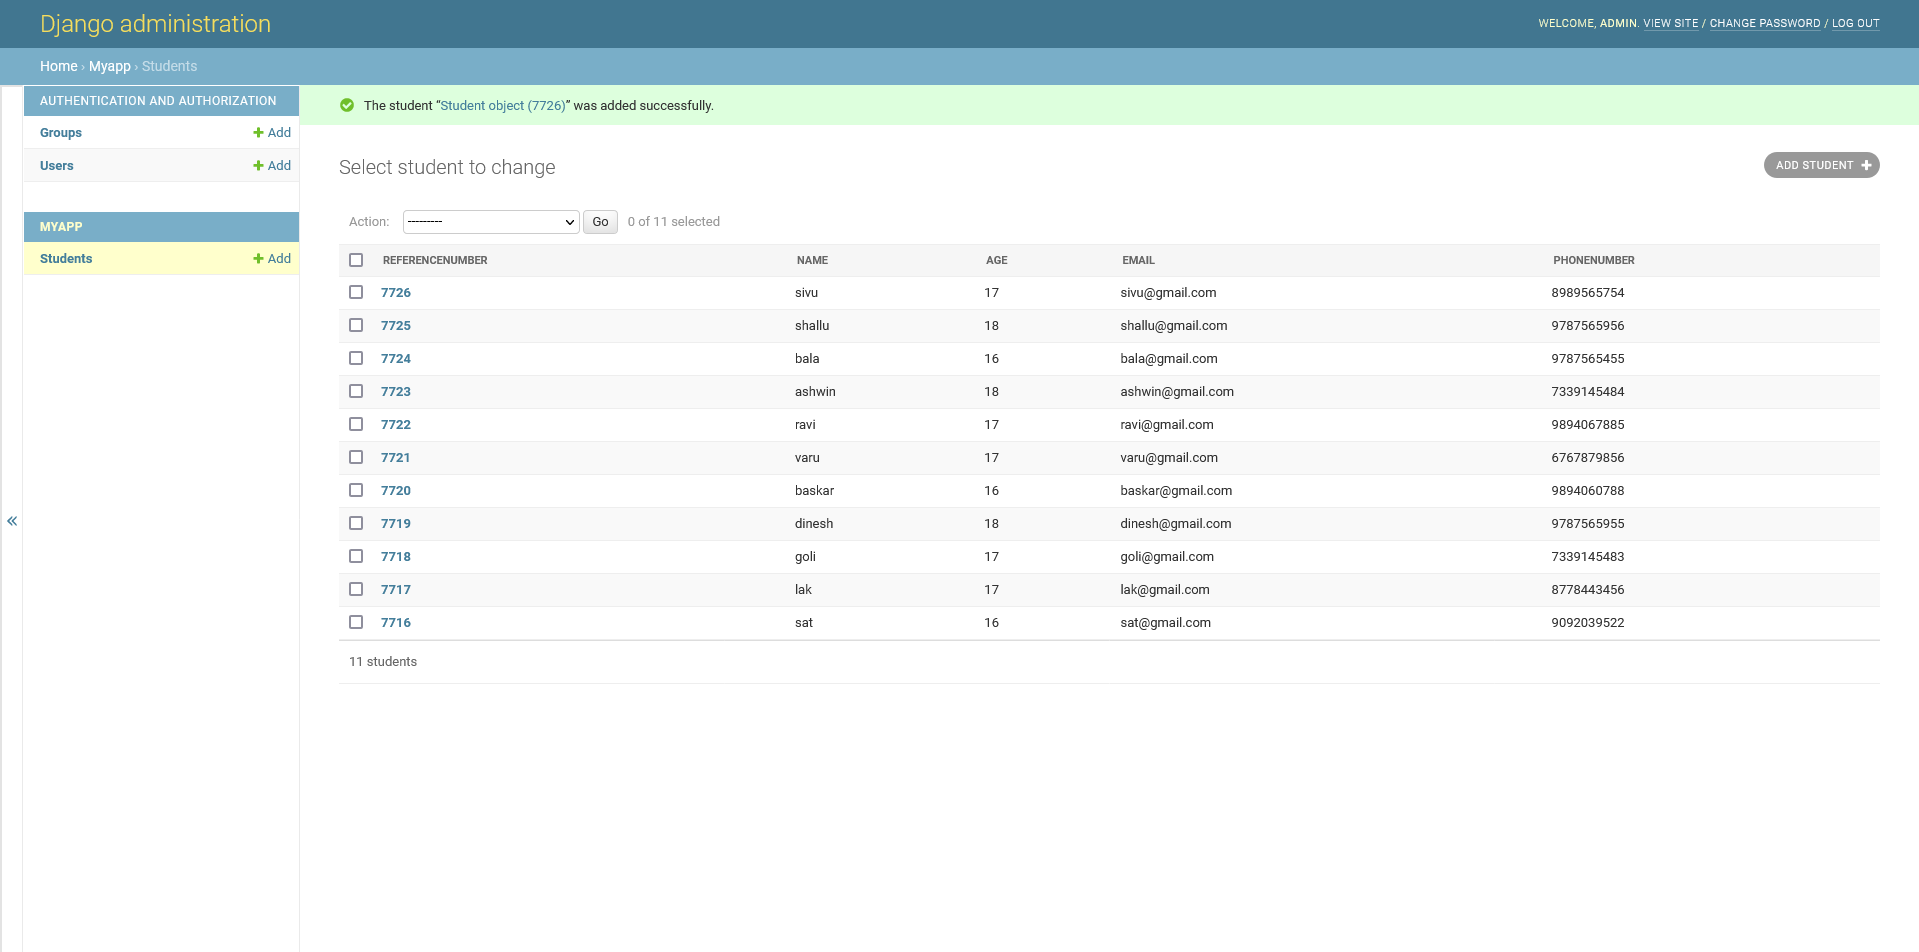 Django administration
WELCOME, ADMIN. VIEW SITE / CHANGE PASSWORD / LOG OUT
Home › Myapp › Students
AUTHENTICATION AND AUTHORIZATION
Groups + Add
Users + Add
MYAPP
Students + Add
«
The student “Student object (7726)” was added successfully.
Select student to change
ADD STUDENT +
Action: --------- Go 0 of 11 selected
REFERENCENUMBER NAME AGE EMAIL PHONENUMBER
7726 sivu 17 sivu@gmail.com 8989565754
7725 shallu 18 shallu@gmail.com 9787565956
7724 bala 16 bala@gmail.com 9787565455
7723 ashwin 18 ashwin@gmail.com 7339145484
7722 ravi 17 ravi@gmail.com 9894067885
7721 varu 17 varu@gmail.com 6767879856
7720 baskar 16 baskar@gmail.com 9894060788
7719 dinesh 18 dinesh@gmail.com 9787565955
7718 goli 17 goli@gmail.com 7339145483
7717 lak 17 lak@gmail.com 8778443456
7716 sat 16 sat@gmail.com 9092039522
11 students